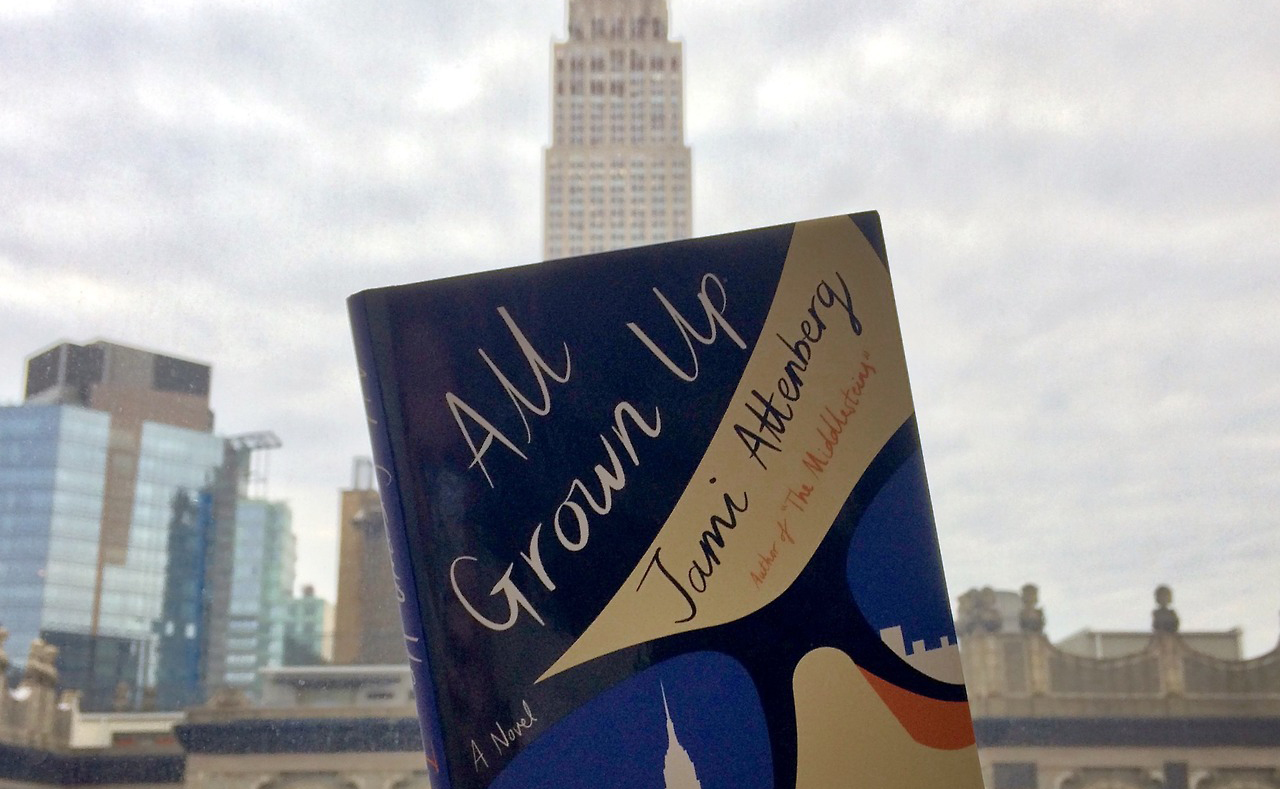 All
Grown Up
Jami Attenberg
Author of "The Middlesteins"
A Novel